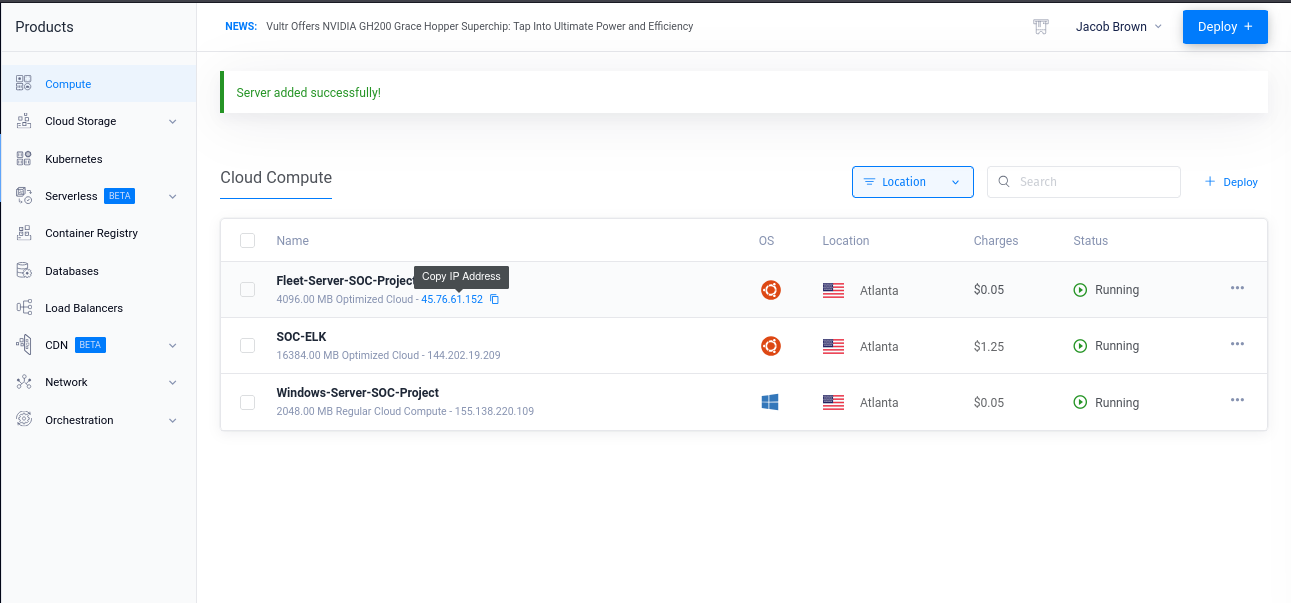 Products
NEWS: Vultr Offers NVIDIA GH200 Grace Hopper Superchip: Tap Into Ultimate Power and Efficiency
Jacob Brown
Deploy +
Compute
Cloud Storage
Kubernetes
Serverless BETA
Container Registry
Databases
Load Balancers
CDN BETA
Network
Orchestration
Server added successfully!
Cloud Compute
Location
Search
+ Deploy
Name OS Location Charges Status
Copy IP Address
Fleet-Server-SOC-Project
4096.00 MB Optimized Cloud - 45.76.61.152
Atlanta $0.05 Running
SOC-ELK
16384.00 MB Optimized Cloud - 144.202.19.209
Atlanta $1.25 Running
Windows-Server-SOC-Project
2048.00 MB Regular Cloud Compute - 155.138.220.109
Atlanta $0.05 Running